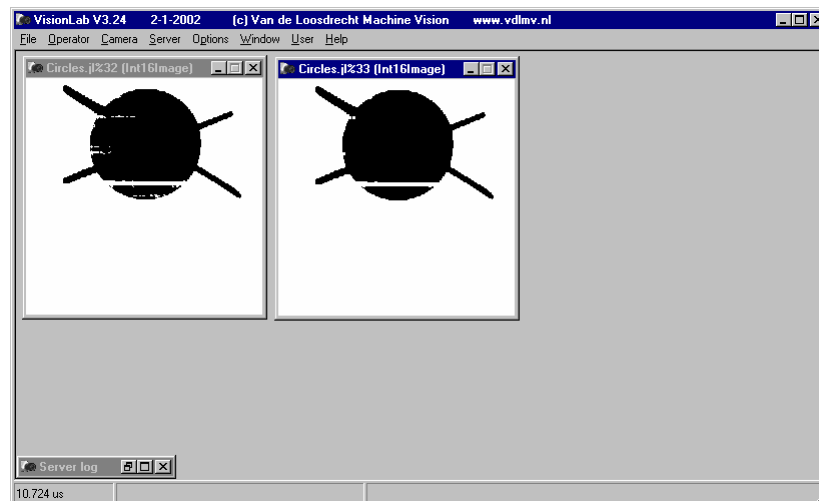 VisionLab V3.24 2-1-2002 (c) Van de Loosdrecht Machine Vision www.vdlmv.nl
File Operator Camera Server Options Window User Help
Circles.jl%32 (Int16Image)
Circles.jl%33 (Int16Image)
Server log
10.724 us